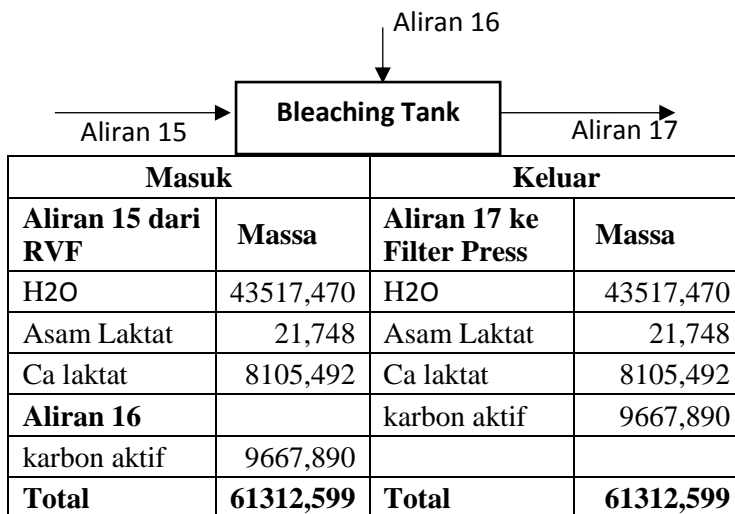 Aliran 16
Bleaching Tank
Aliran 15
Aliran 17
Masuk Keluar
Aliran 15 dari RVF Massa Aliran 17 ke Filter Press Massa
H2O 43517,470 H2O 43517,470
Asam Laktat 21,748 Asam Laktat 21,748
Ca laktat 8105,492 Ca laktat 8105,492
Aliran 16 karbon aktif 9667,890
karbon aktif 9667,890
Total 61312,599 Total 61312,599